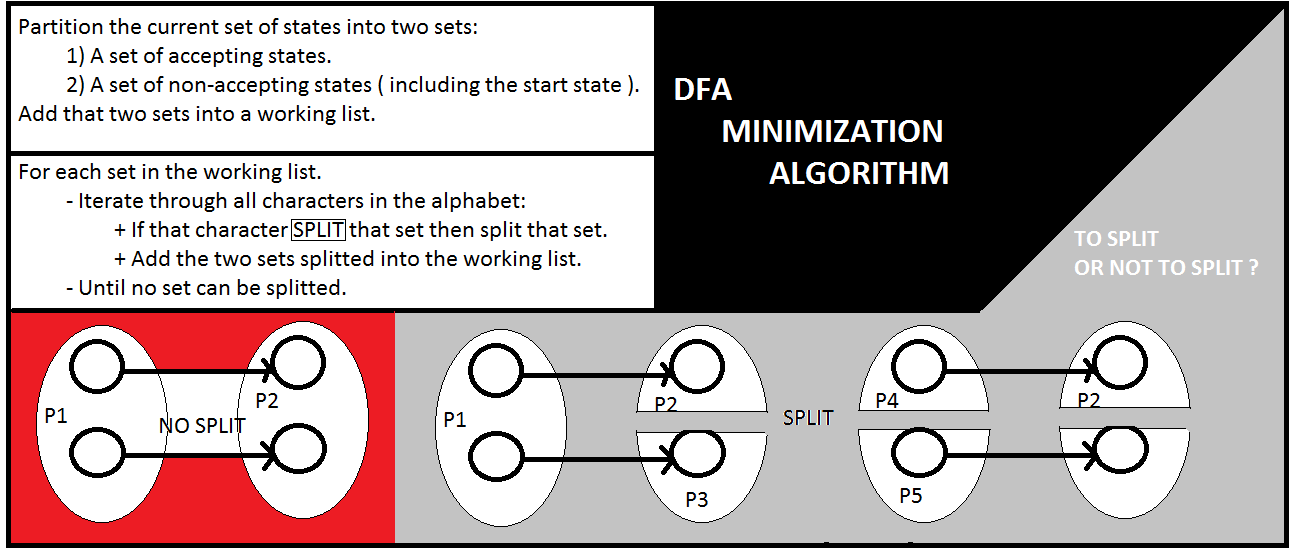 Partition the current set of states into two sets:
1) A set of accepting states.
2) A set of non-accepting states ( including the start state ).
Add that two sets into a working list.
For each set in the working list.
- Iterate through all characters in the alphabet:
+ If that character SPLIT that set then split that set.
+ Add the two sets splitted into the working list.
- Until no set can be splitted.
DFA
MINIMIZATION
ALGORITHM
TO SPLIT
OR NOT TO SPLIT ?
P1
P2
NO SPLIT
P1
P2
P3
SPLIT
P4
P5
P2